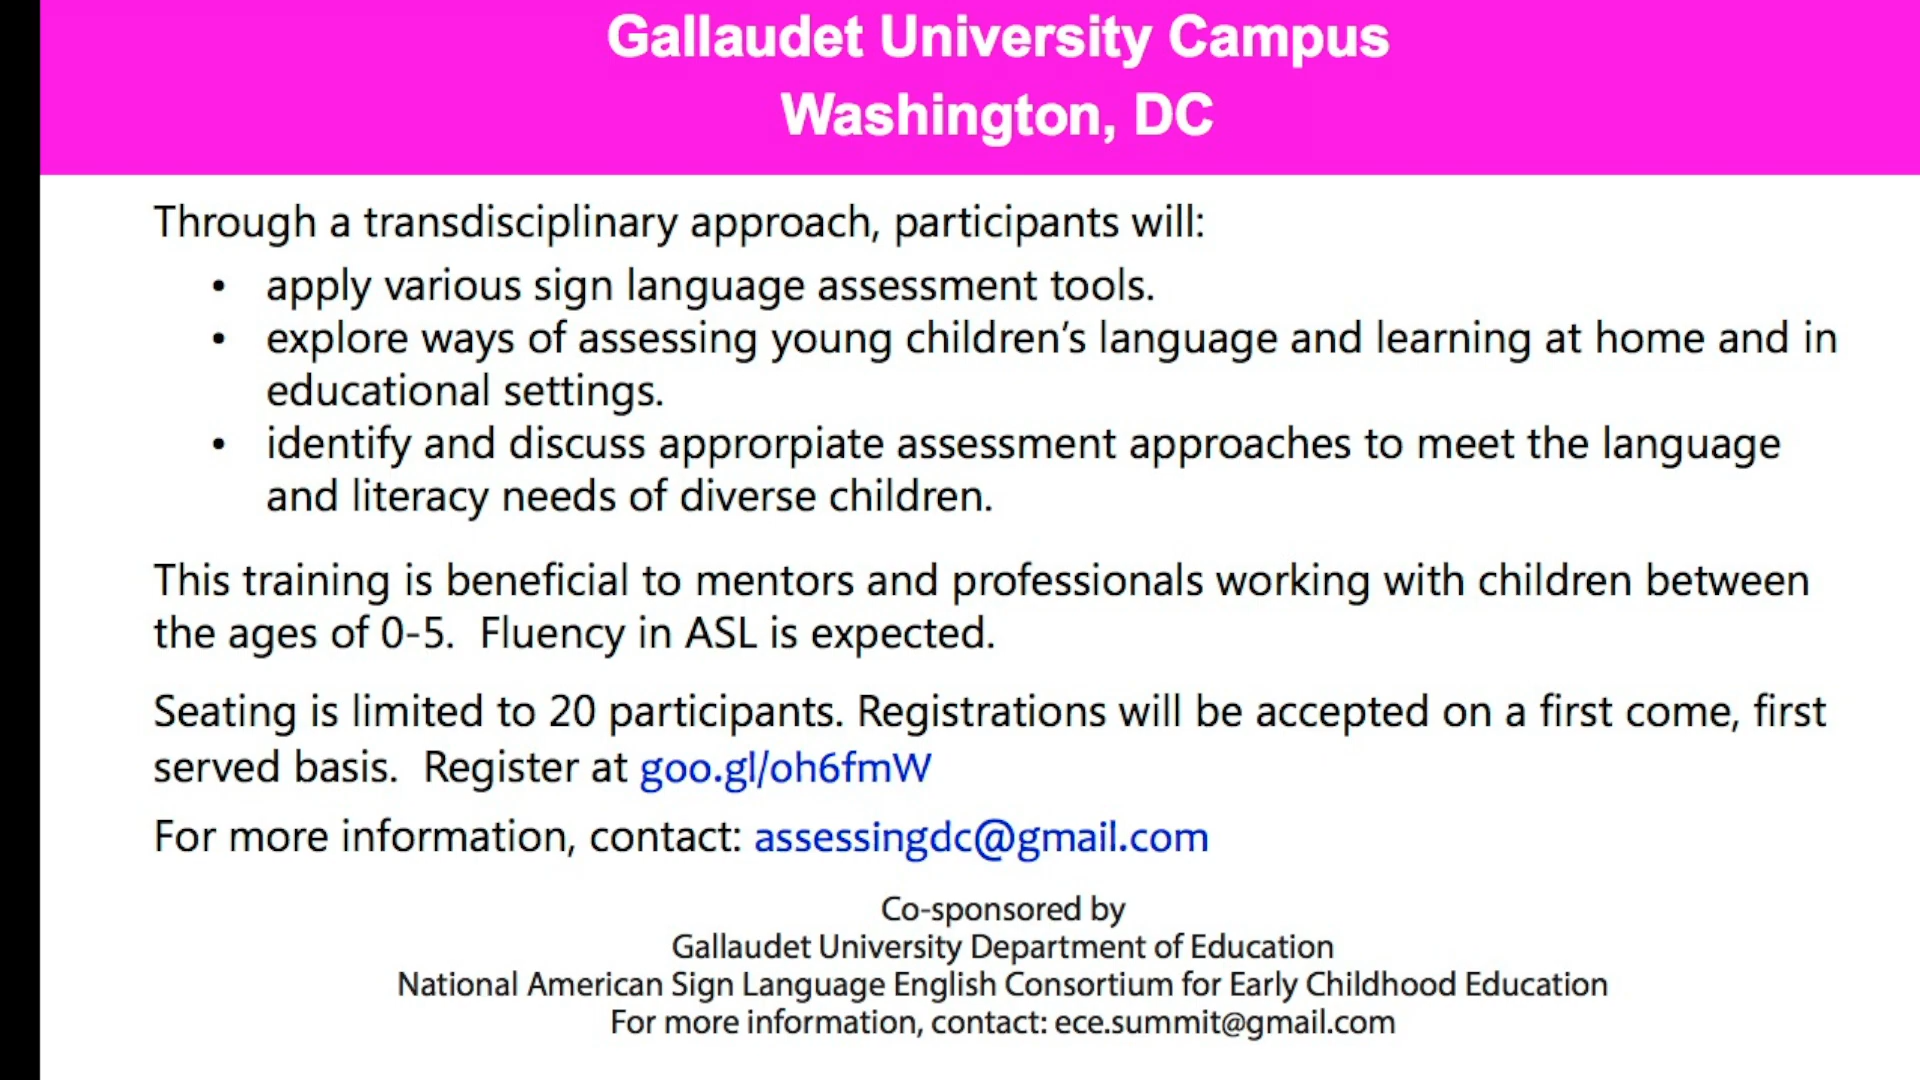 Gallaudet University Campus
Washington, DC
Through a transdisciplinary approach, participants will:
• apply various sign language assessment tools.
• explore ways of assessing young children’s language and learning at home and in
educational settings.
• identify and discuss approrpiate assessment approaches to meet the language
and literacy needs of diverse children.
This training is beneficial to mentors and professionals working with children between
the ages of 0-5. Fluency in ASL is expected.
Seating is limited to 20 participants. Registrations will be accepted on a first come, first
served basis. Register at goo.gl/oh6fmW
For more information, contact: assessingdc@gmail.com
Co-sponsored by
Gallaudet University Department of Education
National American Sign Language English Consortium for Early Childhood Education
For more information, contact: ece.summit@gmail.com